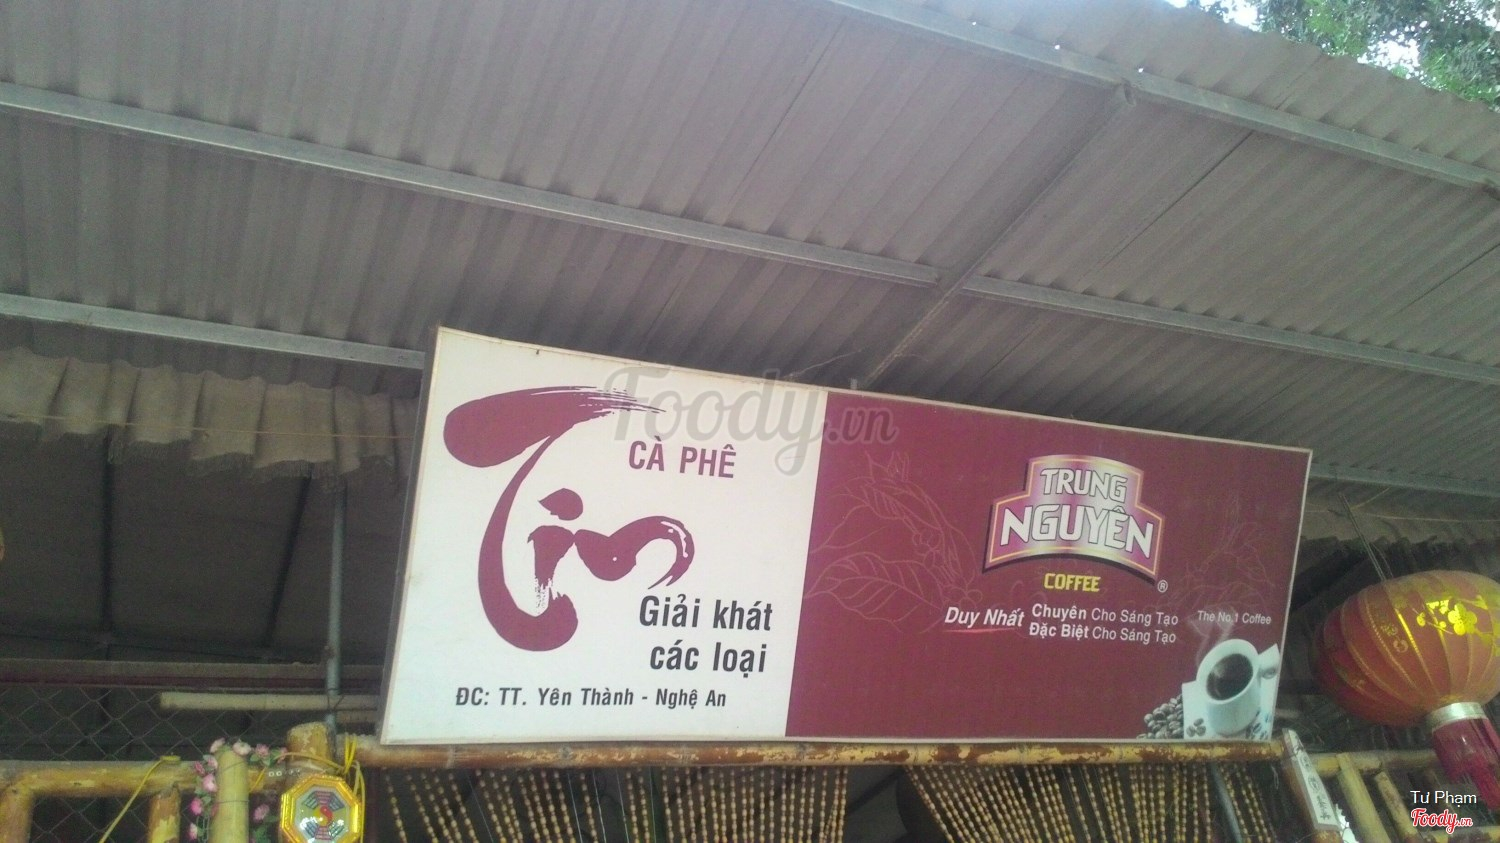 Foody.vn
Tím
CÀ PHÊ
Giải khát
các loại
ĐC: TT. Yên Thành - Nghệ An
TRUNG
NGUYÊN
COFFEE ®
Duy Nhất Chuyên Cho Sáng Tạo
Đặc Biệt Cho Sáng Tạo
The No.1 Coffee
Tư Phạm
Foody.vn